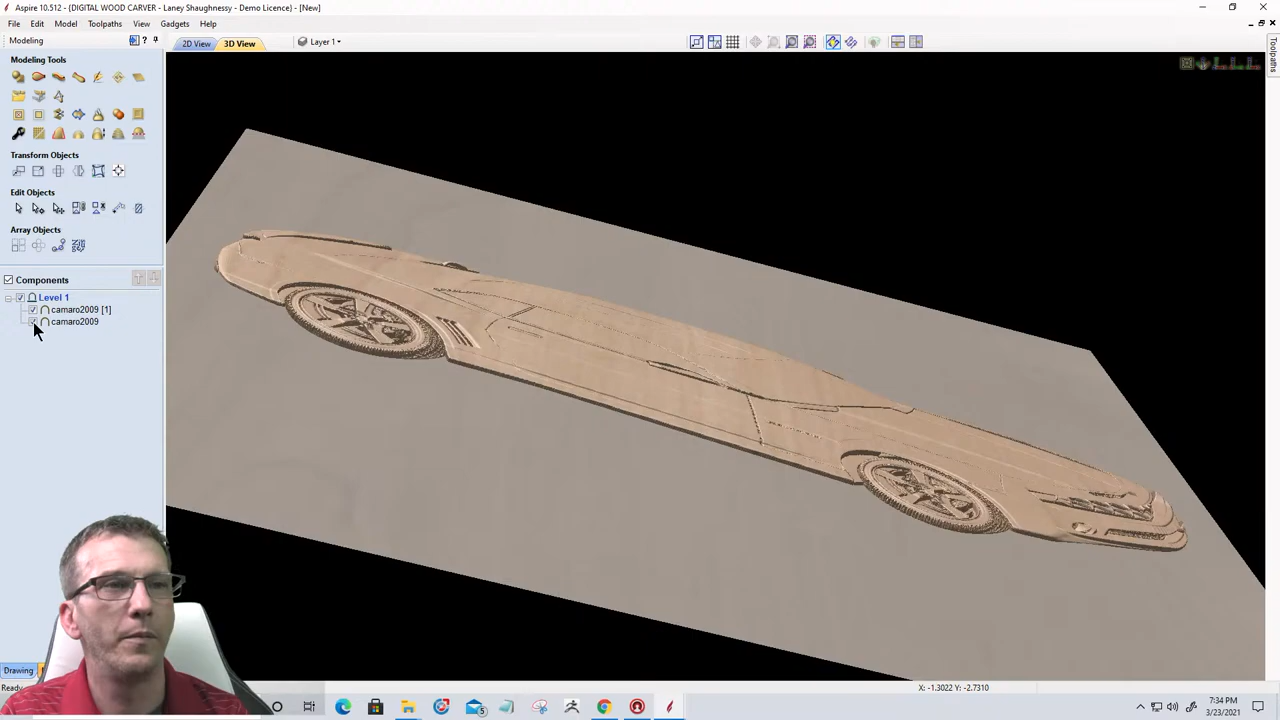 Aspire 10.512 - {DIGITAL WOOD CARVER - Laney Shaughnessy - Demo Licence} - [New]
File Edit Model Toolpaths View Gadgets Help
Modeling ? 2D View 3D View Layer 1
Toolpaths
Modeling Tools
Transform Objects
Edit Objects
Array Objects
Components
Level 1
camaro2009 [1]
camaro2009
Drawing
Ready
X: -1.3022 Y: -2.7310
5
7:34 PM
3/23/2021